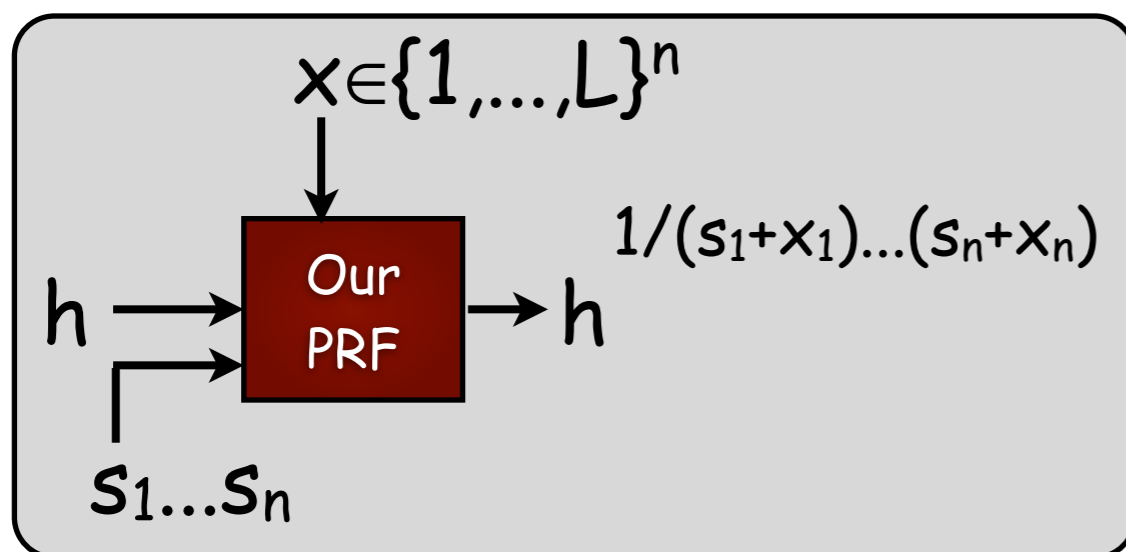 x∈{1,...,L}ⁿ
1/(s₁+x₁)...(sₙ+xₙ)
Our
PRF
h
h
s₁...sₙ